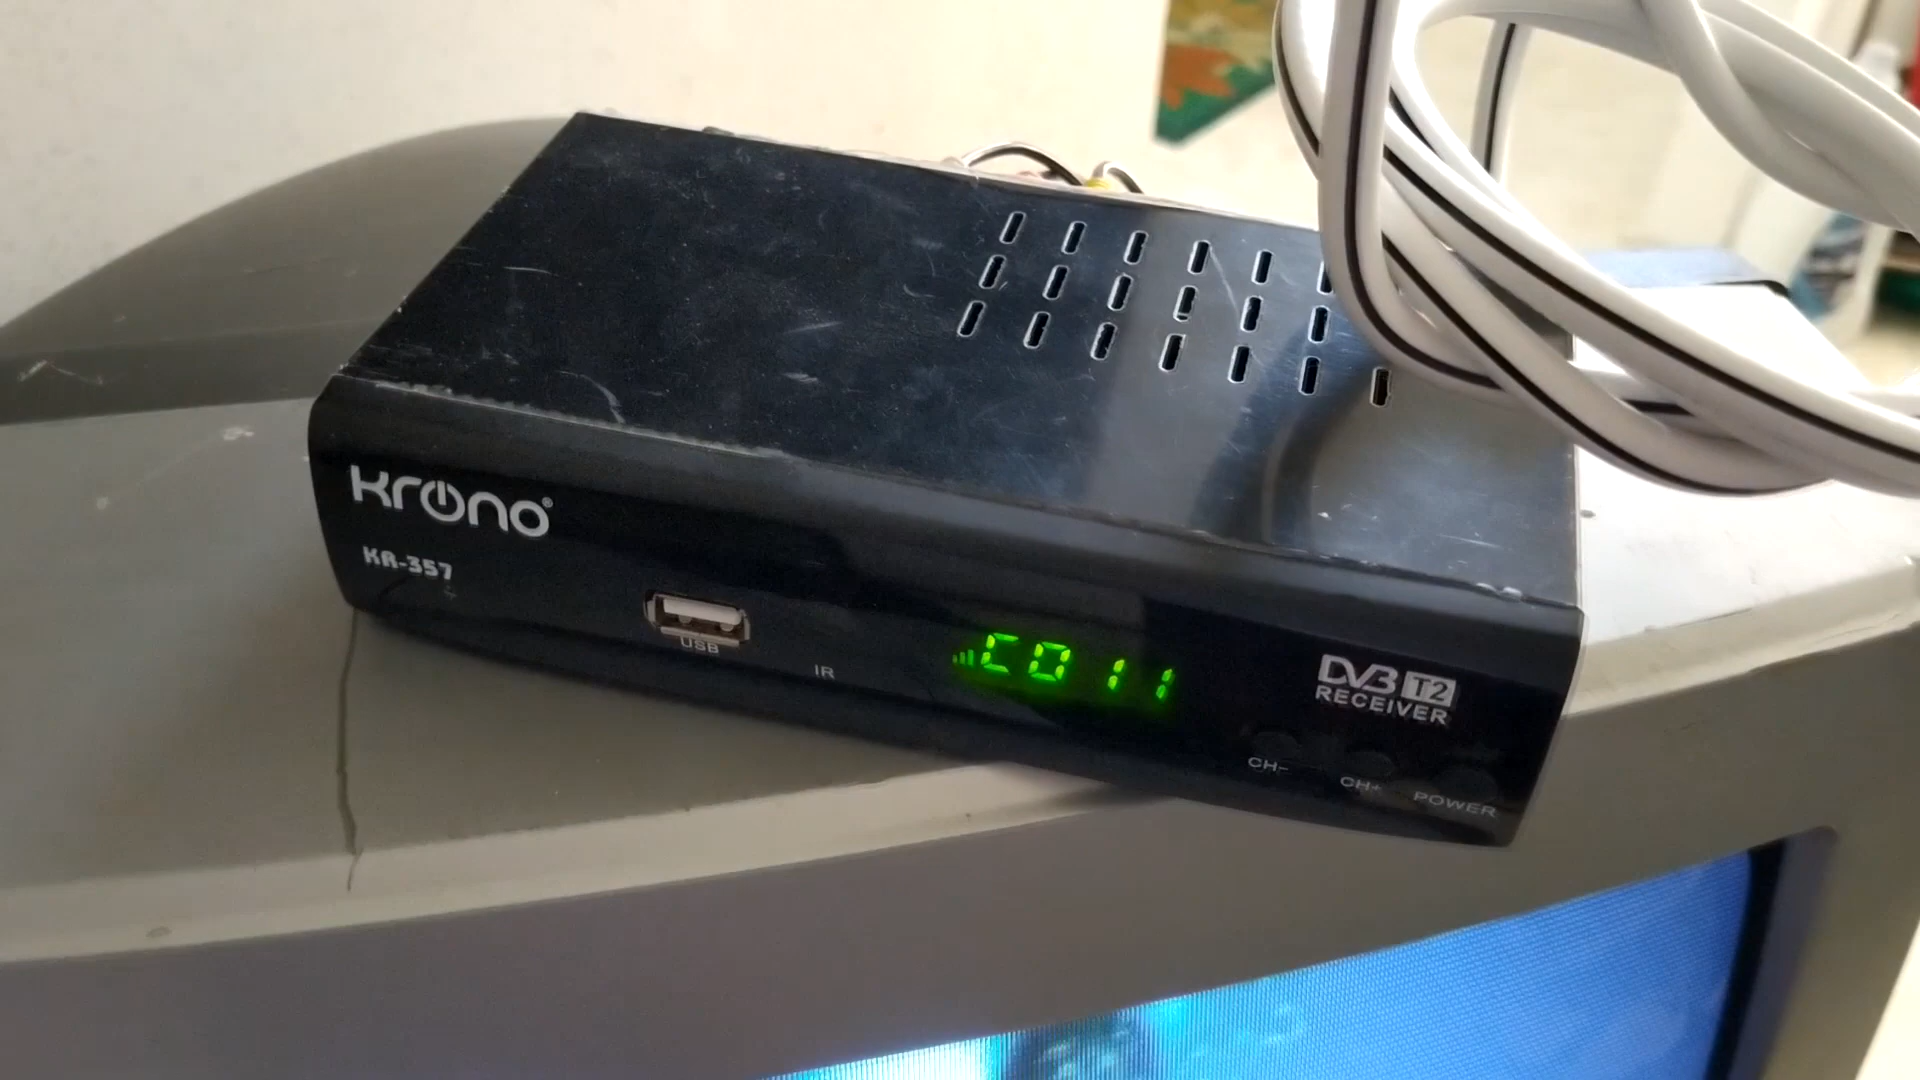 Krono®
KR-357
USB
IR
C011
DVB T2
RECEIVER
CH-
CH+
POWER